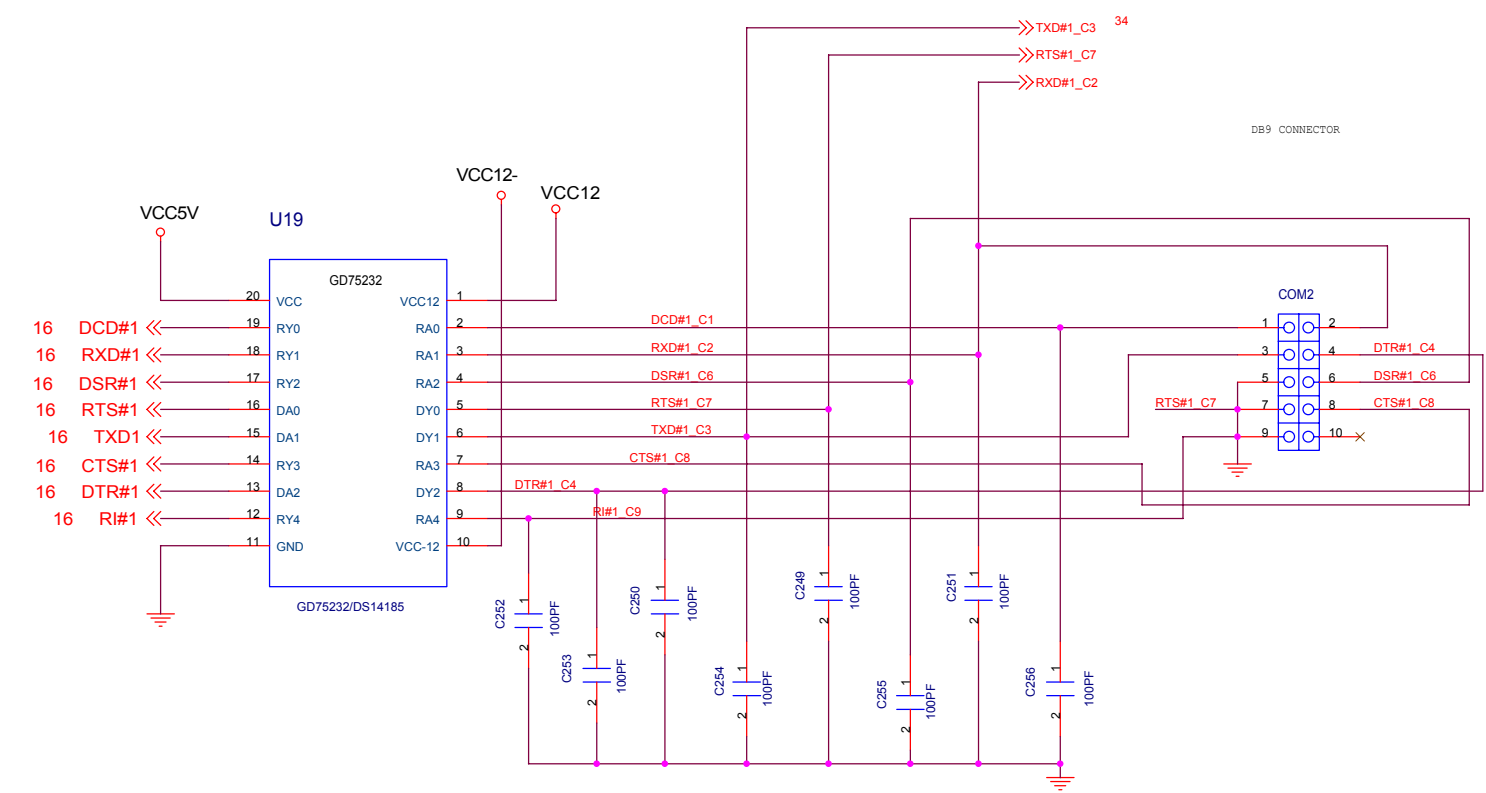 TXD#1_C3 34
RTS#1_C7
RXD#1_C2
DB9 CONNECTOR
VCC12-
VCC12
VCC5V
U19
GD75232
COM2
20 VCC VCC12 1
16 DCD#1 19 RY0 RA0 2 DCD#1_C1 1 2
16 RXD#1 18 RY1 RA1 3 RXD#1_C2 3 4 DTR#1_C4
16 DSR#1 17 RY2 RA2 4 DSR#1_C6 5 6 DSR#1_C6
16 RTS#1 16 DA0 DY0 5 RTS#1_C7 RTS#1_C7 7 8 CTS#1_C8
16 TXD1 15 DA1 DY1 6 TXD#1_C3 9 10
16 CTS#1 14 RY3 RA3 7 CTS#1_C8
16 DTR#1 13 DA2 DY2 8 DTR#1_C4
16 RI#1 12 RY4 RA4 9 RI#1_C9
11 GND VCC-12 10
GD75232/DS14185
C252 1 2 100PF
C253 1 2 100PF
C250 1 2 100PF
C254 1 2 100PF
C249 1 2 100PF
C255 1 2 100PF
C251 1 2 100PF
C256 1 2 100PF